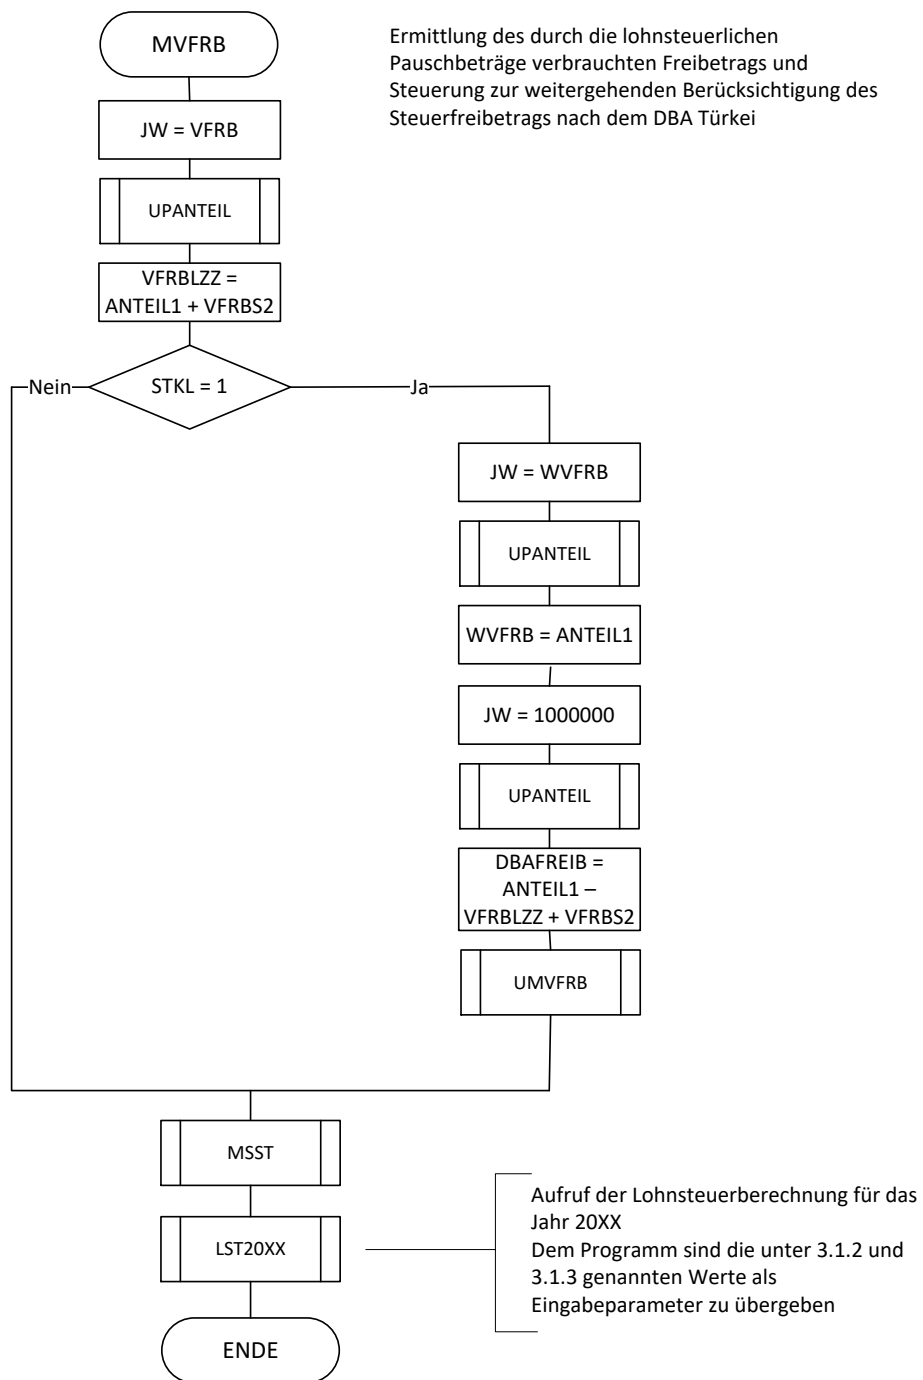 MVFRB
Ermittlung des durch die lohnsteuerlichen
Pauschbeträge verbrauchten Freibetrags und
Steuerung zur weitergehenden Berücksichtigung des
Steuerfreibetrags nach dem DBA Türkei
JW = VFRB
UPANTEIL
VFRBLZZ =
ANTEIL1 + VFRBS2
Nein
STKL = 1
Ja
JW = WVFRB
UPANTEIL
WVFRB = ANTEIL1
JW = 1000000
UPANTEIL
DBAFREIB =
ANTEIL1 –
VFRBLZZ + VFRBS2
UMVFRB
MSST
LST20XX
Aufruf der Lohnsteuerberechnung für das
Jahr 20XX
Dem Programm sind die unter 3.1.2 und
3.1.3 genannten Werte als
Eingabeparameter zu übergeben
ENDE